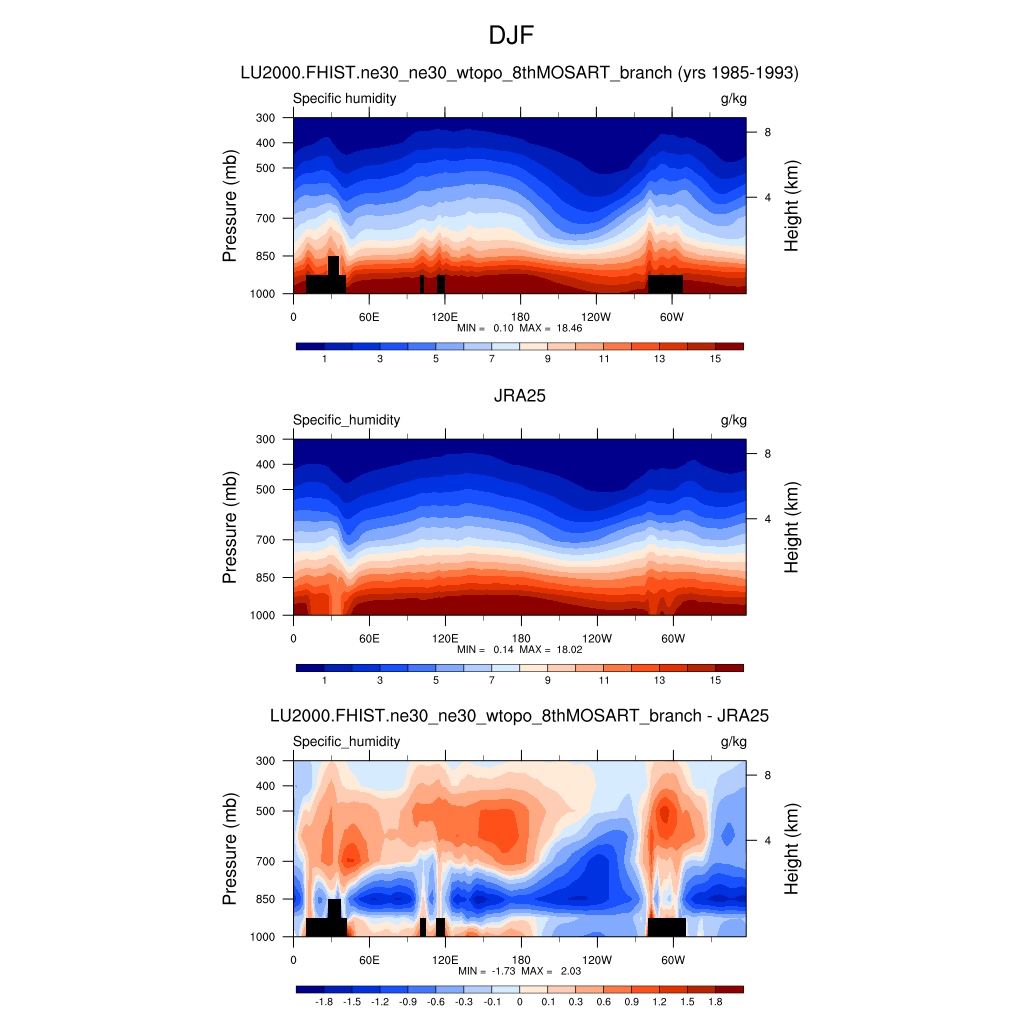 DJF
LU2000.FHIST.ne30_ne30_wtopo_8thMOSART_branch (yrs 1985-1993)
Specific humidity g/kg
300
400
500
700
850
1000
Pressure (mb)
8
4
Height (km)
0 60E 120E 180 120W 60W
MIN = 0.10 MAX = 18.46
1 3 5 7 9 11 13 15
JRA25
Specific_humidity g/kg
300
400
500
700
850
1000
Pressure (mb)
8
4
Height (km)
0 60E 120E 180 120W 60W
MIN = 0.14 MAX = 18.02
1 3 5 7 9 11 13 15
LU2000.FHIST.ne30_ne30_wtopo_8thMOSART_branch - JRA25
Specific_humidity g/kg
300
400
500
700
850
1000
Pressure (mb)
8
4
Height (km)
0 60E 120E 180 120W 60W
MIN = -1.73 MAX = 2.03
-1.8 -1.5 -1.2 -0.9 -0.6 -0.3 -0.1 0 0.1 0.3 0.6 0.9 1.2 1.5 1.8